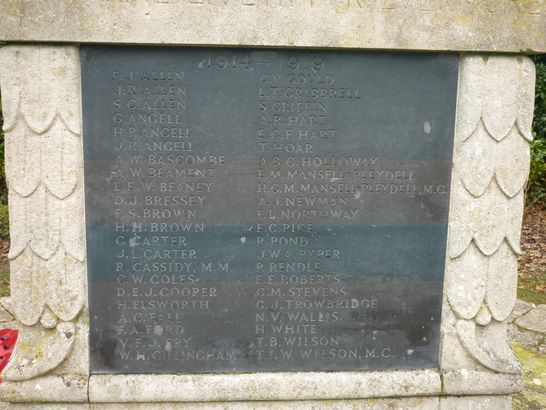 1914 - 1919
F. J. ALLEN
J. R. ALLEN
S. C. ALLEN
G. ANGELL
H. P. ANGELL
J. R. ANGELL
A. W. BASCOMBE
A. W. BEAMENT
D. F. W. BEANEY
D. J. BRESSEY
F. S. BROWN
H. H. BROWN
G. CARTER
J. L. CARTER
R. CASSIDY, M. M.
C. W. COLES
D. E. J. COOPER
H. ELSWORTH
A. C. FALL
F. A. FORD
V. F. J. FRY
W. H. GILLINGHAM
C. V. GOULD
L. T. GRIBBRELL
S. GRIFFIN
A. R. HART
E. C. F. HART
T. HOAR
A. B. G. HOLLOWAY
E. M. MANSELL-PLEYDELL
H. G. M. MANSELL-PLEYDELL, M. C.
A. J. NEWMAN
F. L. NORTHWAY
F. C. PIKE
R. POND
J. W. A. PYPER
P. RENDLE
F. E. ROBERTS
G. M. STEVENS
L. J. TROWBRIDGE
N. V. WALLIS
H. WHITE
T. B. WILSON
T. I. W. WILSON, M. C.